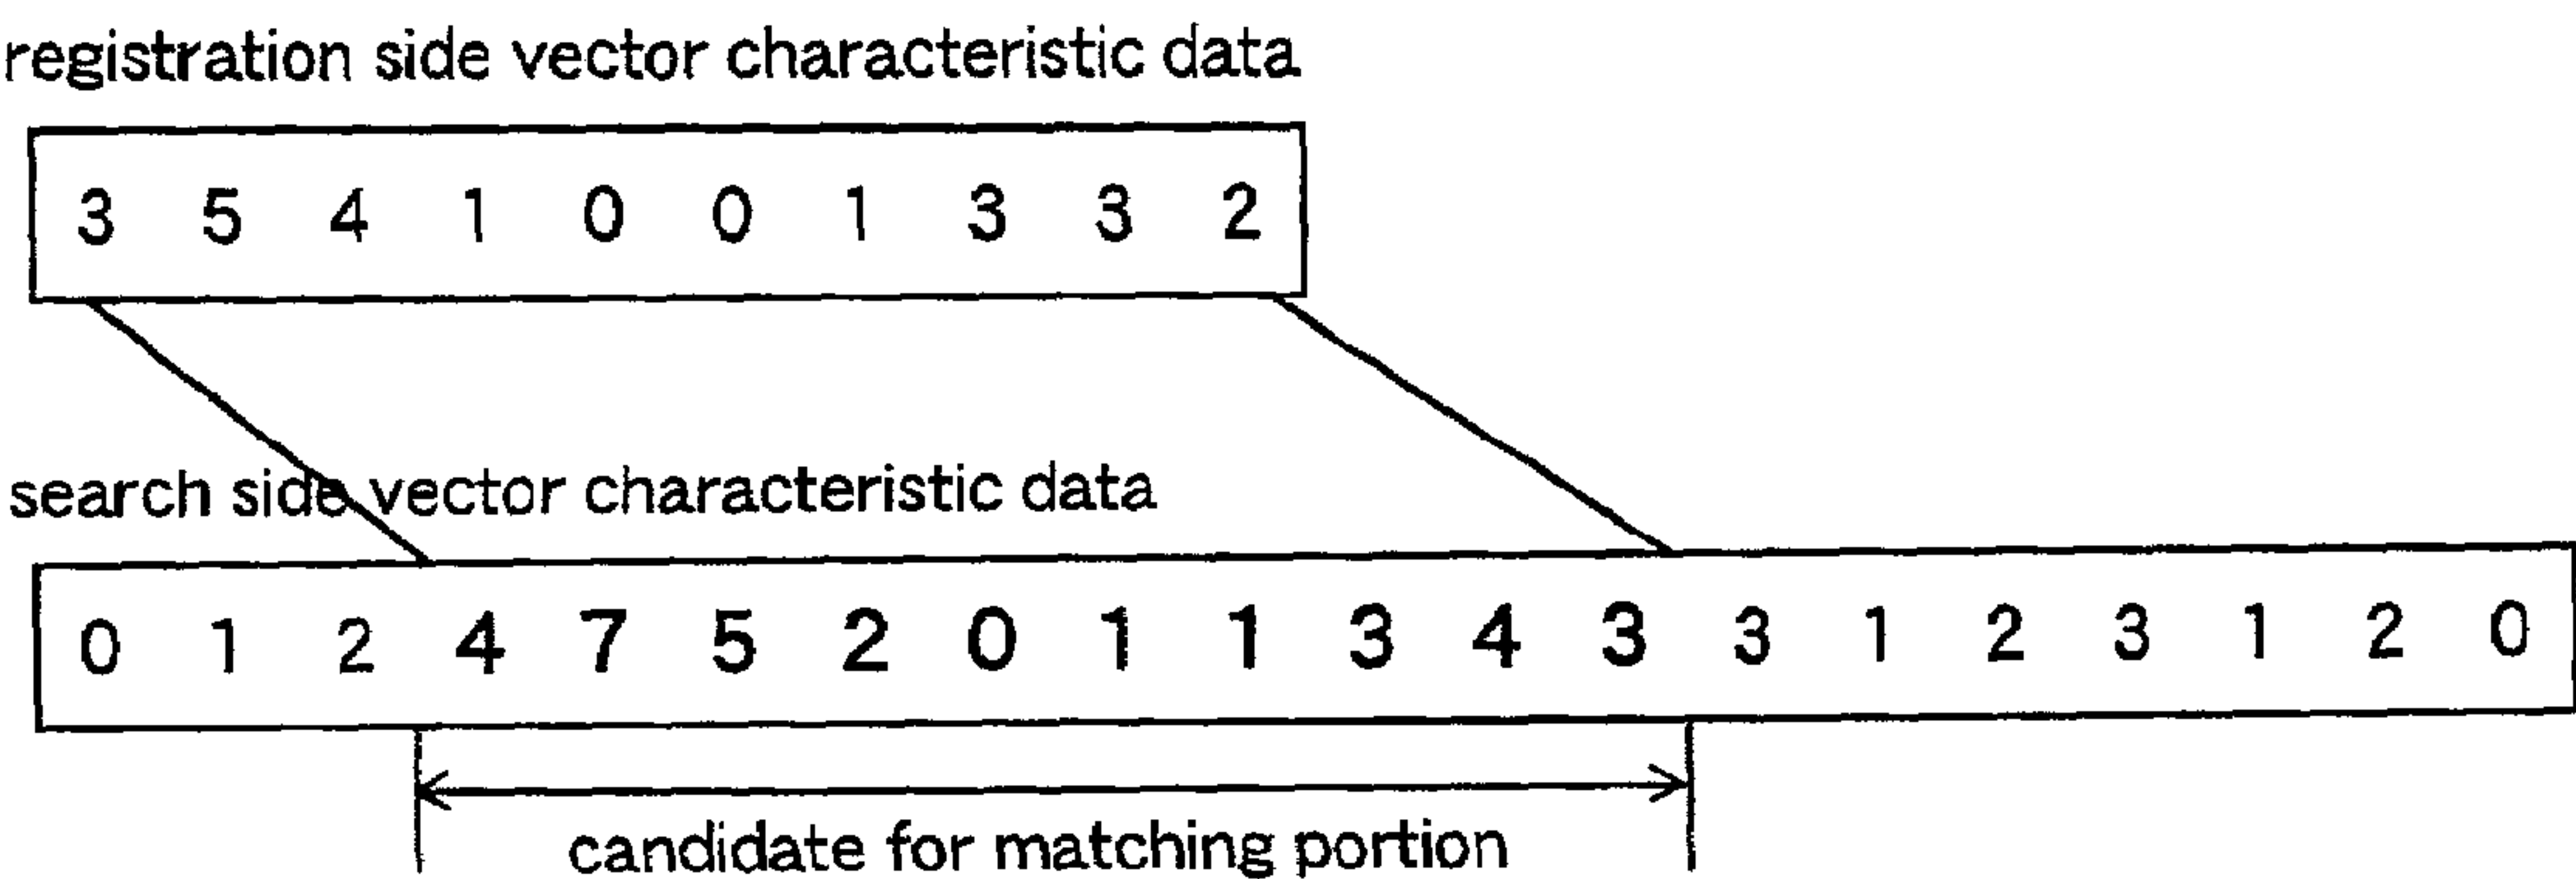 registration side vector characteristic data
3 5 4 1 0 0 1 3 3 2
search side vector characteristic data
0 1 2 4 7 5 2 0 1 1 3 4 3 3 1 2 3 1 2 0
candidate for matching portion